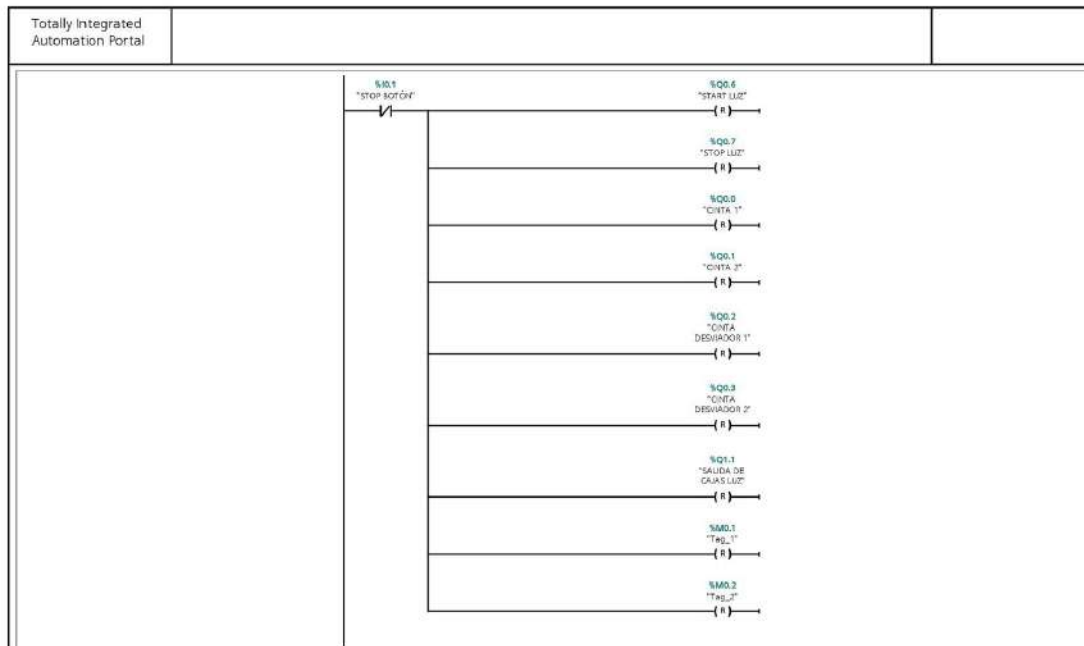 Totally Integrated
Automation Portal
%I0.1
"STOP BOTÓN"
%Q0.6
"START LUZ"
R
%Q0.7
"STOP LUZ"
R
%Q0.0
"CINTA 1"
R
%Q0.1
"CINTA 2"
R
%Q0.2
"CINTA
DESVIADOR 1"
R
%Q0.3
"CINTA
DESVIADOR 2"
R
%Q1.1
"SALIDA DE
CAJAS LUZ"
R
%M0.1
"Tag_1"
R
%M0.2
"Tag_2"
R